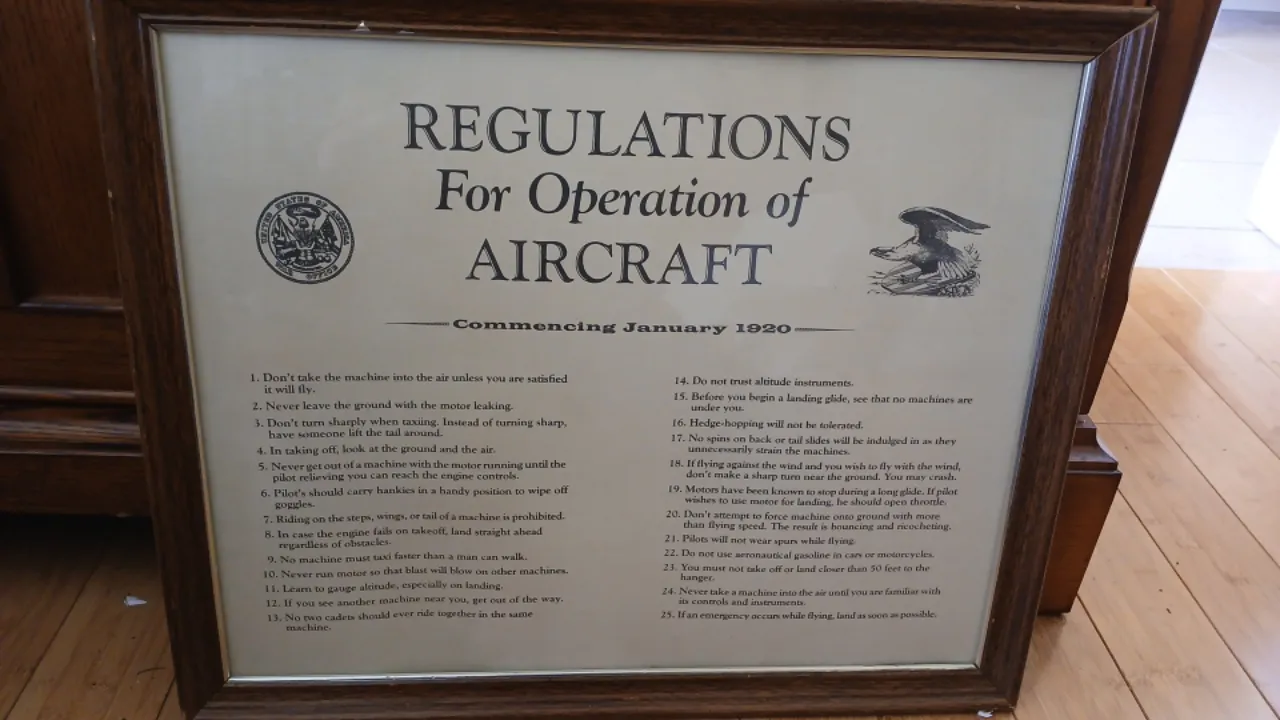 REGULATIONS
For Operation of
AIRCRAFT
UNITED STATES OF AMERICA
WAR OFFICE
Commencing January 1920
1. Don't take the machine into the air unless you are satisfied
it will fly.
2. Never leave the ground with the motor leaking.
3. Don't turn sharply when taxiing. Instead of turning sharp,
have someone lift the tail around.
4. In taking off, look at the ground and the air.
5. Never get out of a machine with the motor running until the
pilot relieving you can reach the engine controls.
6. Pilot's should carry hankies in a handy position to wipe off
goggles.
7. Riding on the steps, wings, or tail of a machine is prohibited.
8. In case the engine fails on takeoff, land straight ahead
regardless of obstacles.
9. No machine must taxi faster than a man can walk.
10. Never run motor so that blast will blow on other machines.
11. Learn to gauge altitude, especially on landing.
12. If you see another machine near you, get out of the way.
13. No two cadets should ever ride together in the same
machine.
14. Do not trust altitude instruments.
15. Before you begin a landing glide, see that no machines are
under you.
16. Hedge-hopping will not be tolerated.
17. No spins on back or tail slides will be indulged in as they
unnecessarily strain the machines.
18. If flying against the wind and you wish to fly with the wind,
don't make a sharp turn near the ground. You may crash.
19. Motors have been known to stop during a long glide. If pilot
wishes to use motor for landing, he should open throttle.
20. Don't attempt to force machine onto ground with more
than flying speed. The result is bouncing and ricocheting.
21. Pilots will not wear spurs while flying.
22. Do not use aeronautical gasoline in cars or motorcycles.
23. You must not take off or land closer than 50 feet to the
hanger.
24. Never take a machine into the air until you are familiar with
its controls and instruments.
25. If an emergency occurs while flying, land as soon as possible.